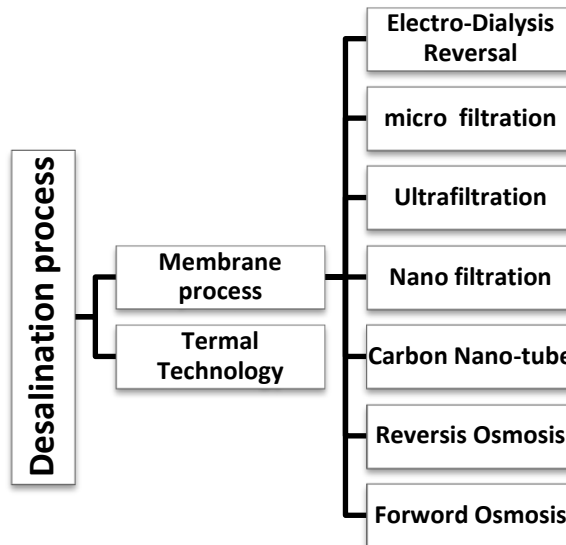 Desalination process
Membrane
process
Termal
Technology
Electro-Dialysis
Reversal
micro filtration
Ultrafiltration
Nano filtration
Carbon Nano-tube
Reversis Osmosis
Forword Osmosis